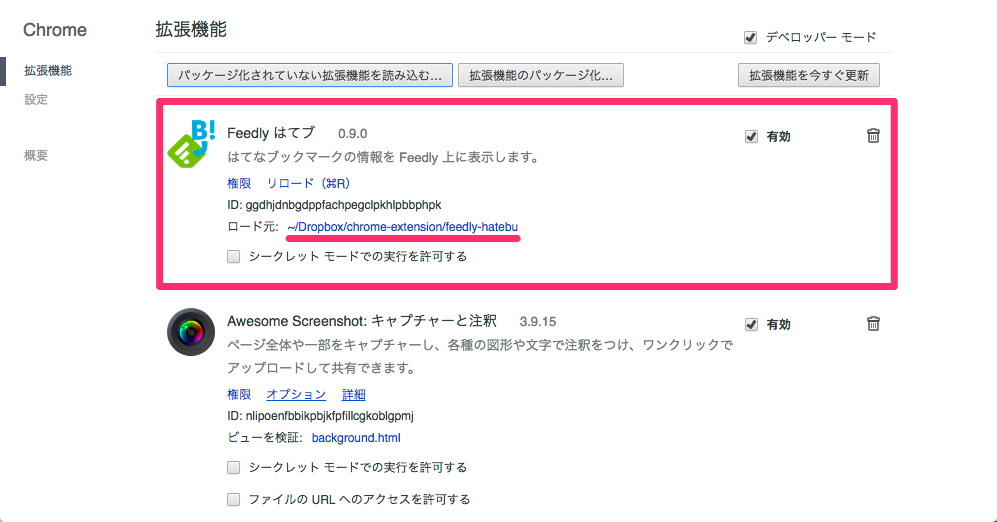 Chrome
拡張機能
設定
概要
拡張機能
デベロッパー モード
パッケージ化されていない拡張機能を読み込む...
拡張機能のパッケージ化...
拡張機能を今すぐ更新
B!
Feedly はてブ 0.9.0
有効
はてなブックマークの情報を Feedly 上に表示します。
権限 リロード（⌘R）
ID: ggdhjdnbgdppfachpegclpkhlpbbphpk
ロード元: ~/Dropbox/chrome-extension/feedly-hatebu
シークレット モードでの実行を許可する
Awesome Screenshot: キャプチャーと注釈 3.9.15
有効
ページ全体や一部をキャプチャーし、各種の図形や文字で注釈をつけ、ワンクリックで
アップロードして共有できます。
権限 オプション 詳細
ID: nlipoenfbbikpbjkfpfillcgkoblgpmj
ビューを検証: background.html
シークレット モードでの実行を許可する
ファイルの URL へのアクセスを許可する